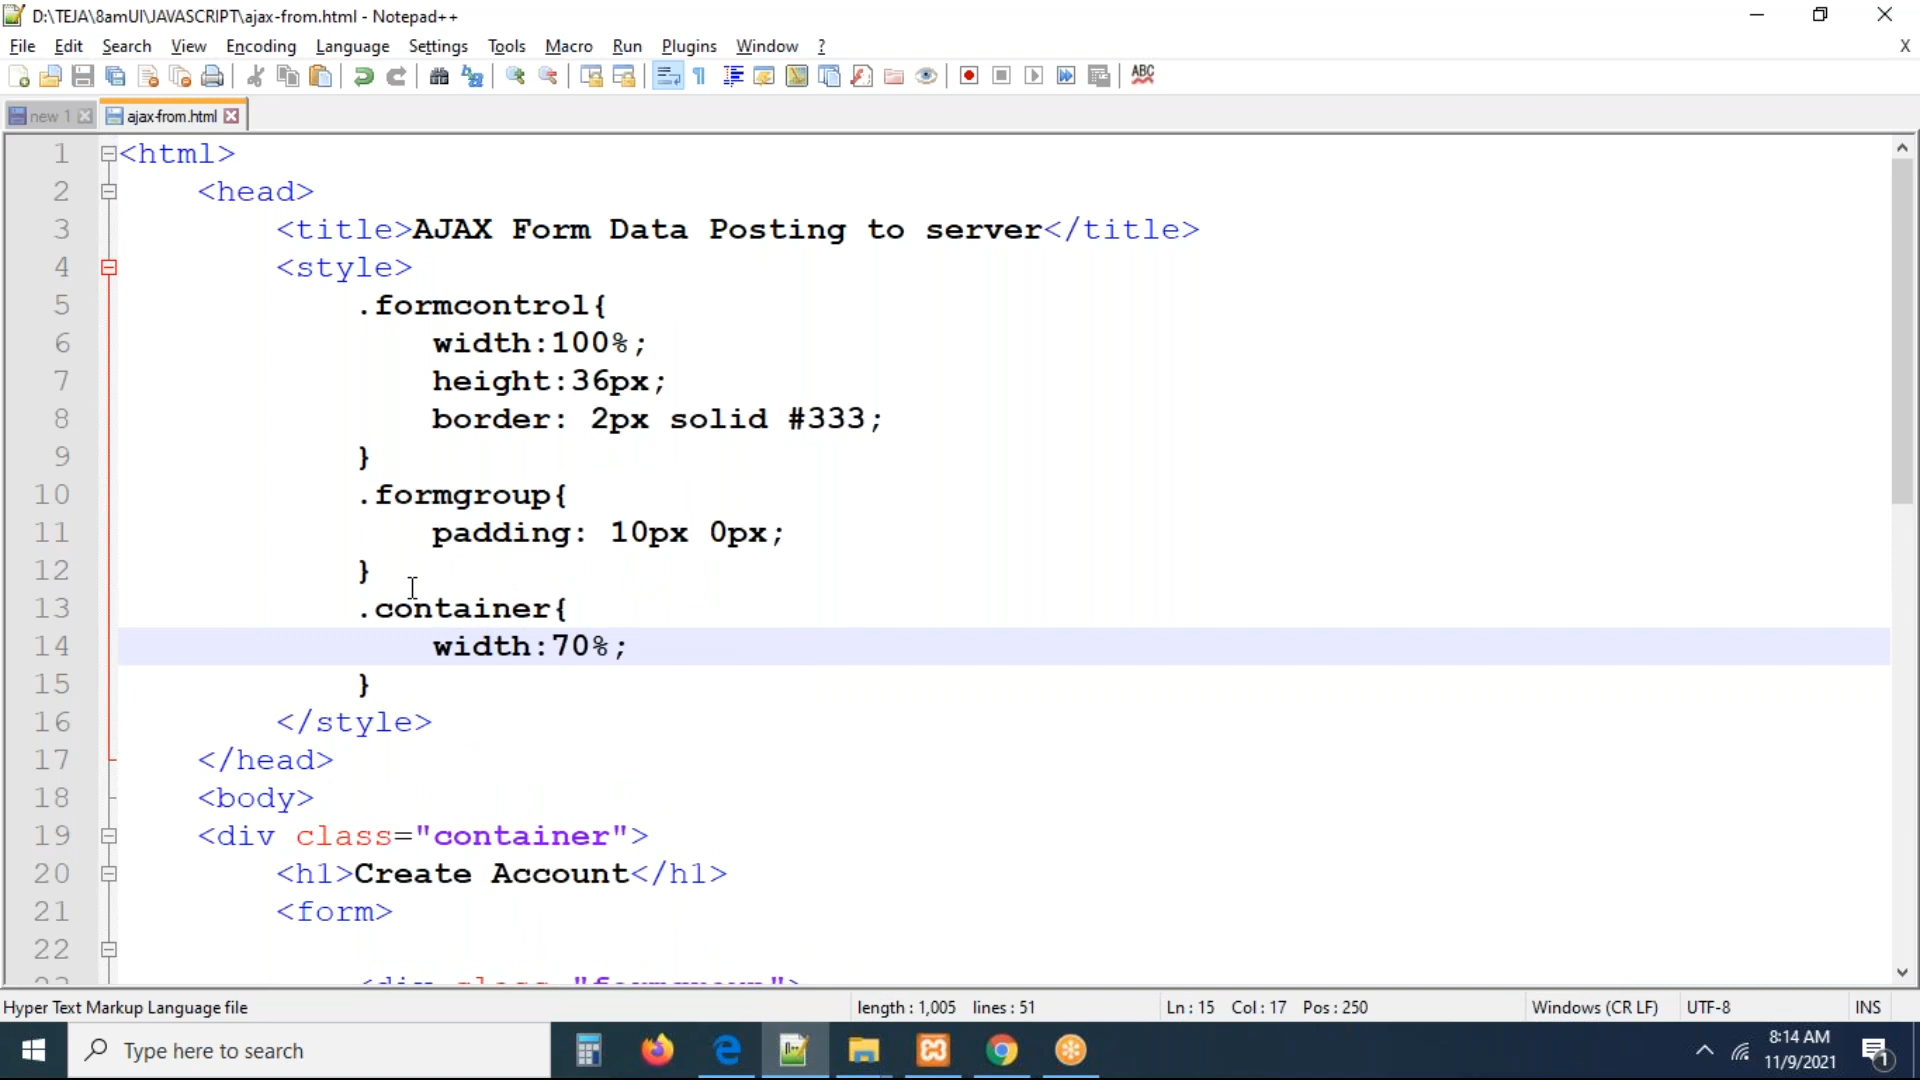 D:\TEJA\8amUI\JAVASCRIPT\ajax-from.html - Notepad++
File Edit Search View Encoding Language Settings Tools Macro Run Plugins Window ? X
ABC
new 1 ajax-from.html
1 <html>
2 <head>
3 <title>AJAX Form Data Posting to server</title>
4 <style>
5 .formcontrol{
6 width:100%;
7 height:36px;
8 border: 2px solid #333;
9 }
10 .formgroup{
11 padding: 10px 0px;
12 }
13 .container{
14 width:70%;
15 }
16 </style>
17 </head>
18 <body>
19 <div class="container">
20 <h1>Create Account</h1>
21 <form>
22
23 <div class="formgroup">
Hyper Text Markup Language file length : 1,005 lines : 51 Ln : 15 Col : 17 Pos : 250 Windows (CR LF) UTF-8 INS
Type here to search
8:14 AM
11/9/2021
1